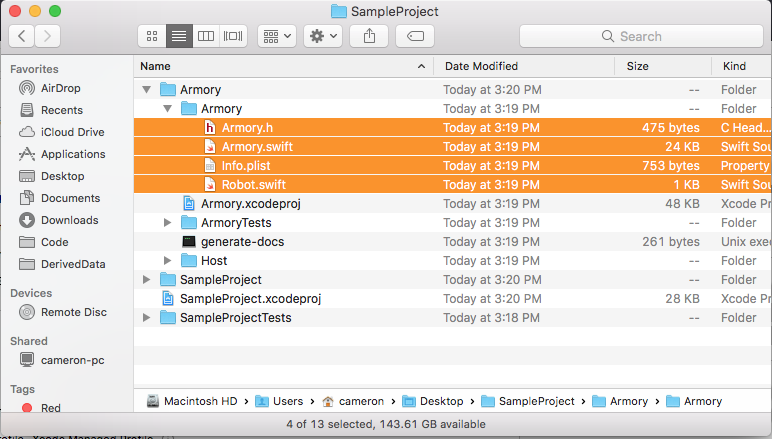 SampleProject
Search
Favorites
AirDrop
Recents
iCloud Drive
Applications
Desktop
Documents
Downloads
Code
DerivedData
Devices
Remote Disc
Shared
cameron-pc
Tags
Red
Name Date Modified Size Kind
Armory Today at 3:20 PM -- Folder
Armory Today at 3:19 PM -- Folder
Armory.h Today at 3:19 PM 475 bytes C Head...
Armory.swift Today at 3:19 PM 24 KB Swift Sou
Info.plist Today at 3:19 PM 753 bytes Property
Robot.swift Today at 3:19 PM 1 KB Swift Sou
Armory.xcodeproj Today at 3:19 PM 48 KB Xcode Pr
ArmoryTests Today at 3:19 PM -- Folder
generate-docs Today at 3:19 PM 261 bytes Unix exec
Host Today at 3:19 PM -- Folder
SampleProject Today at 3:20 PM -- Folder
SampleProject.xcodeproj Today at 3:20 PM 28 KB Xcode Pr
SampleProjectTests Today at 3:18 PM -- Folder
Macintosh HD Users cameron Desktop SampleProject Armory Armory
4 of 13 selected, 143.61 GB available